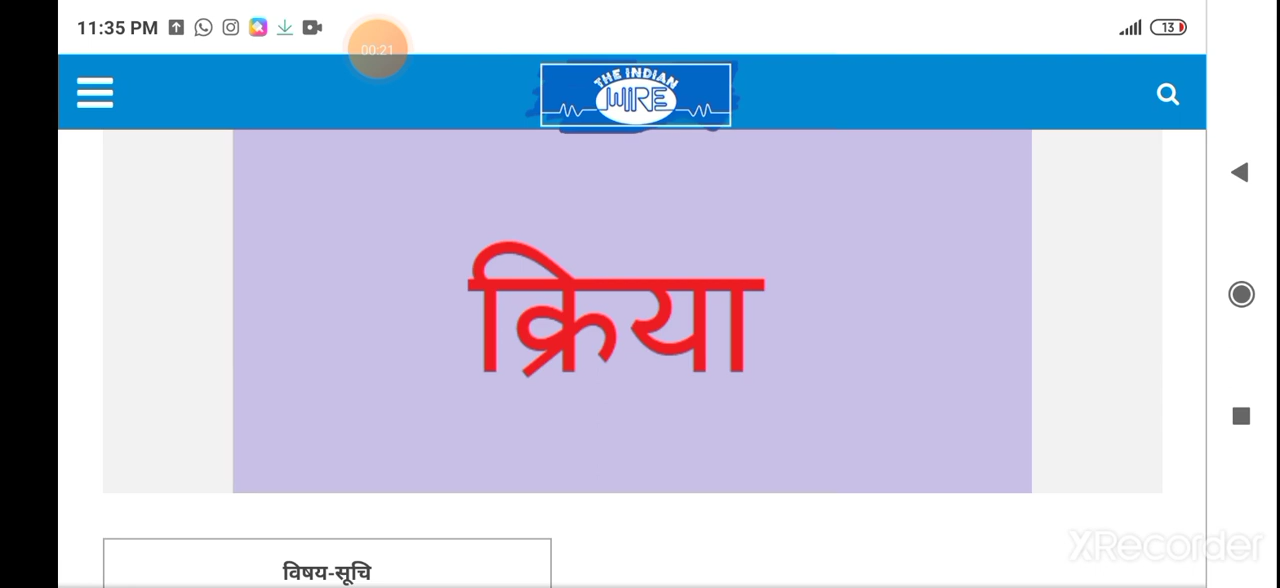 11:35 PM
00:21
13
THE INDIAN
WIRE
क्रिया
विषय-सूचि
XRecorder